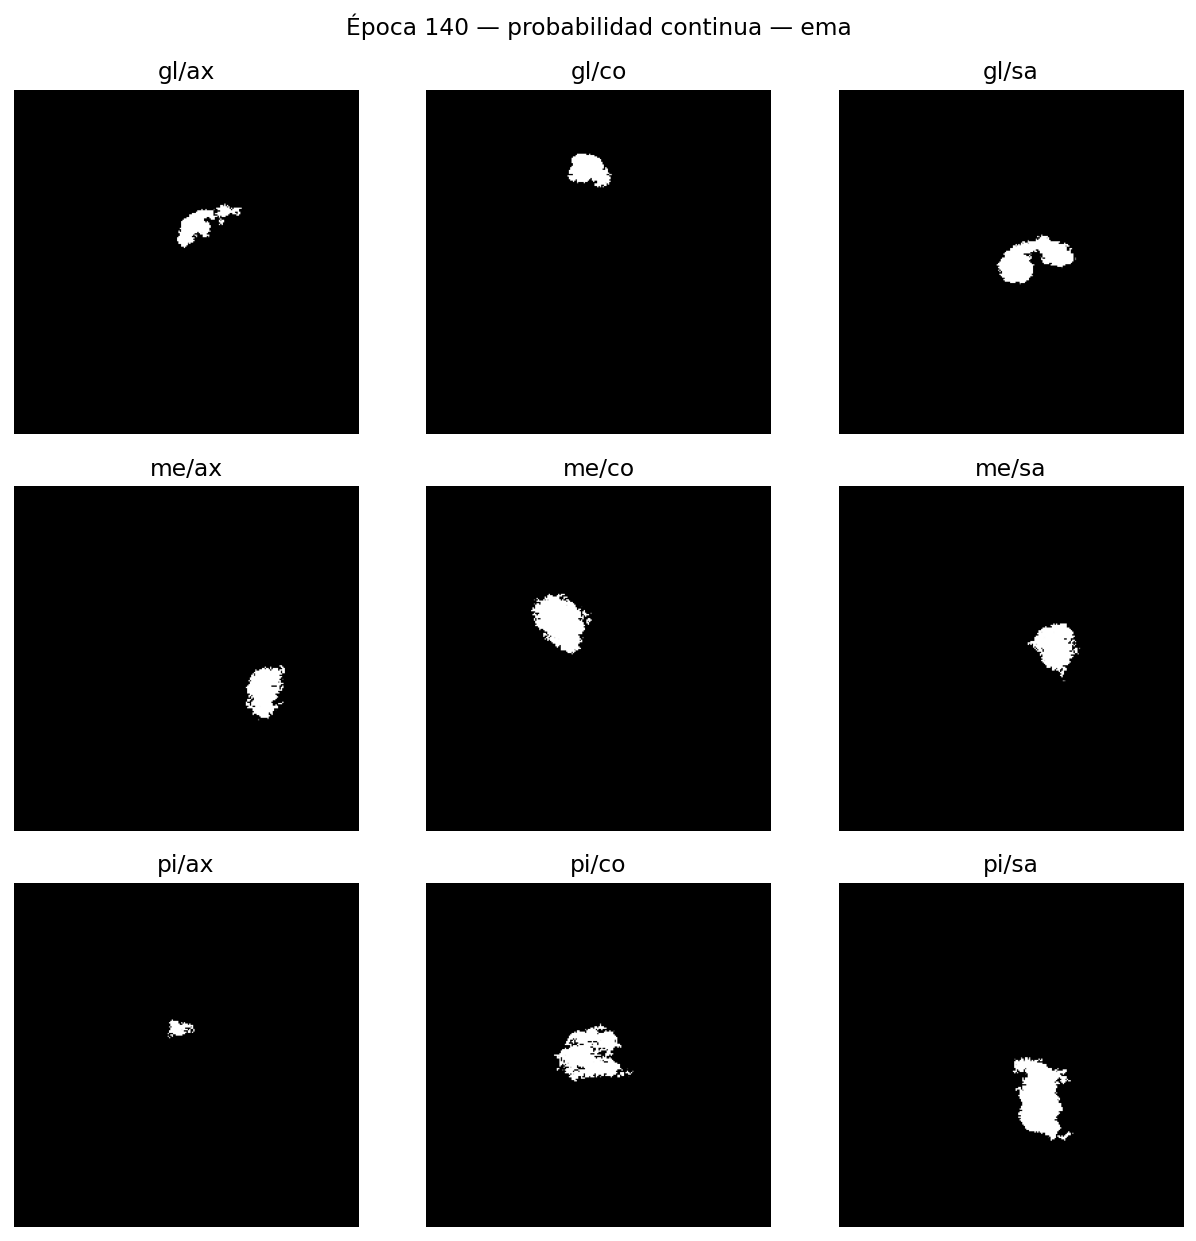 Época 140 — probabilidad continua — ema
gl/ax
gl/co
gl/sa
me/ax
me/co
me/sa
pi/ax
pi/co
pi/sa